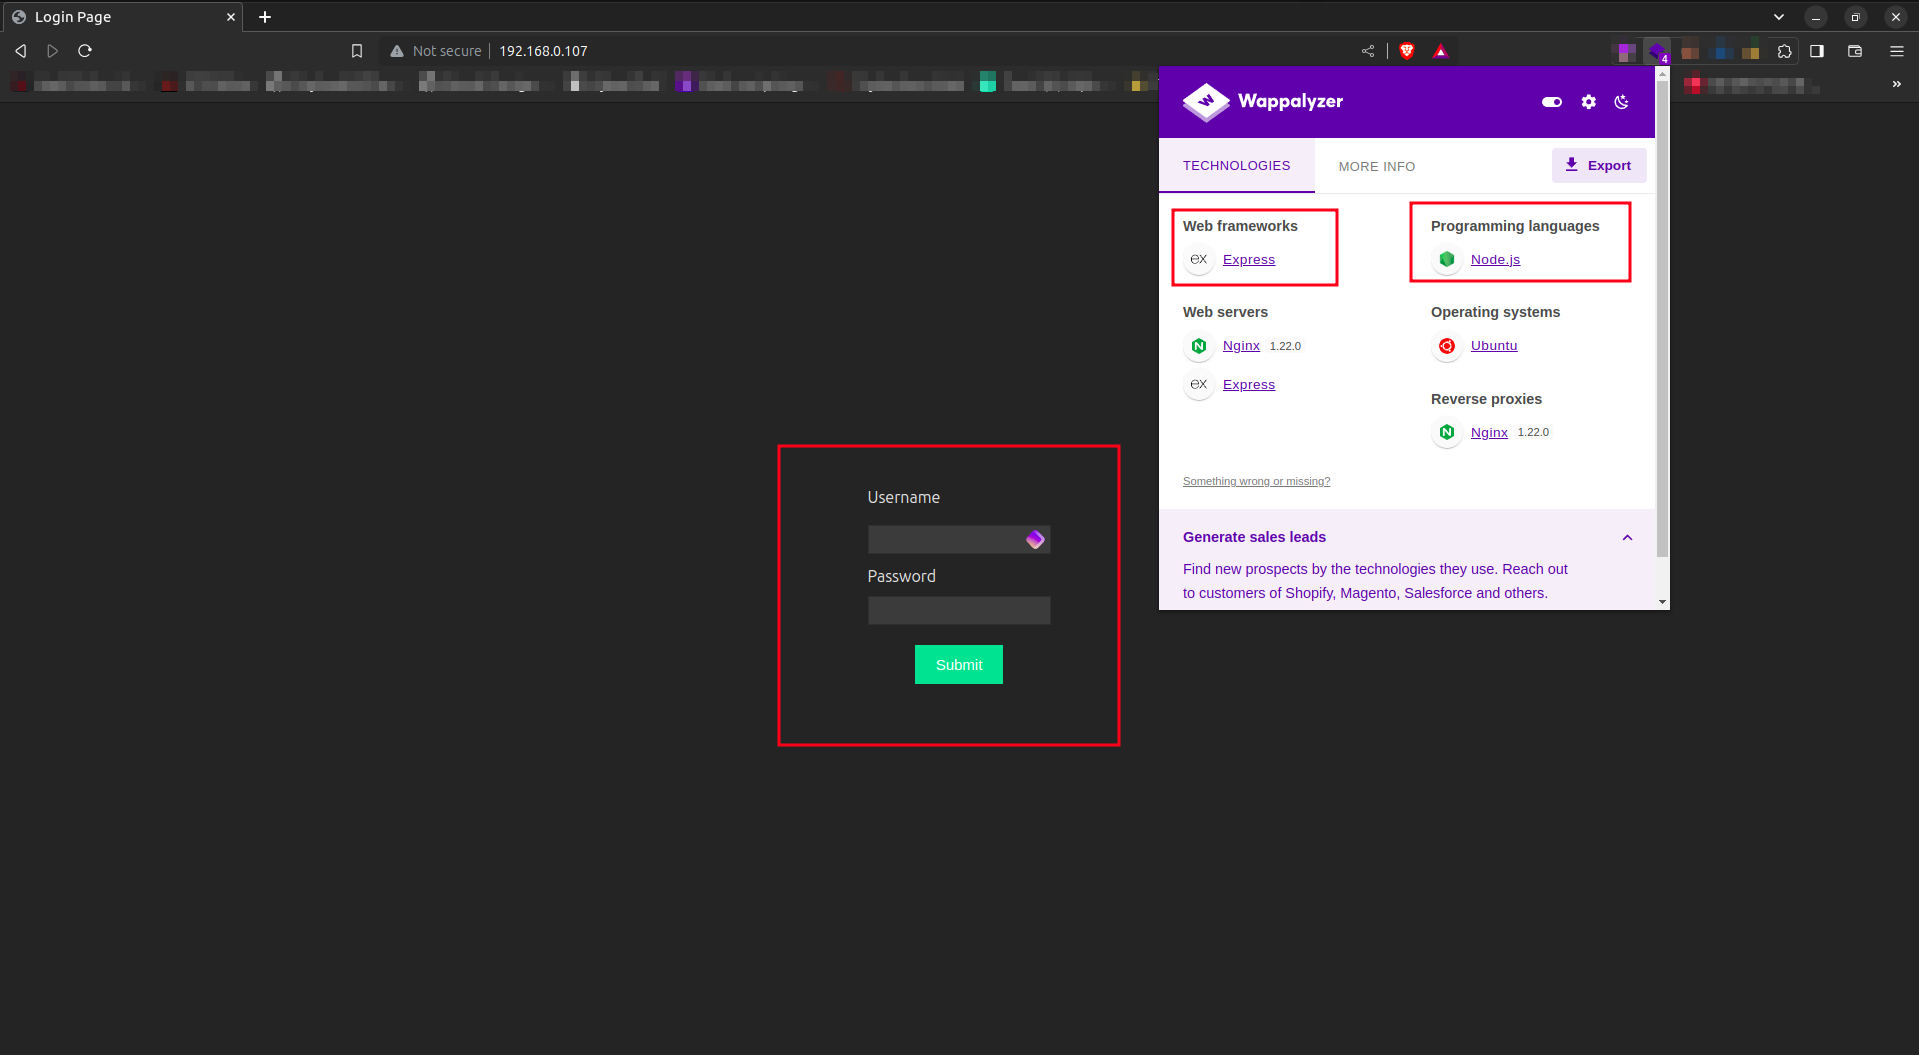 Login Page
Not secure
192.168.0.107
4
Wappalyzer
TECHNOLOGIES
MORE INFO
Export
Web frameworks
ex Express
Programming languages
Node.js
Web servers
Nginx 1.22.0
ex Express
Operating systems
Ubuntu
Reverse proxies
Nginx 1.22.0
Something wrong or missing?
Generate sales leads
Find new prospects by the technologies they use. Reach out
to customers of Shopify, Magento, Salesforce and others.
Username
Password
Submit